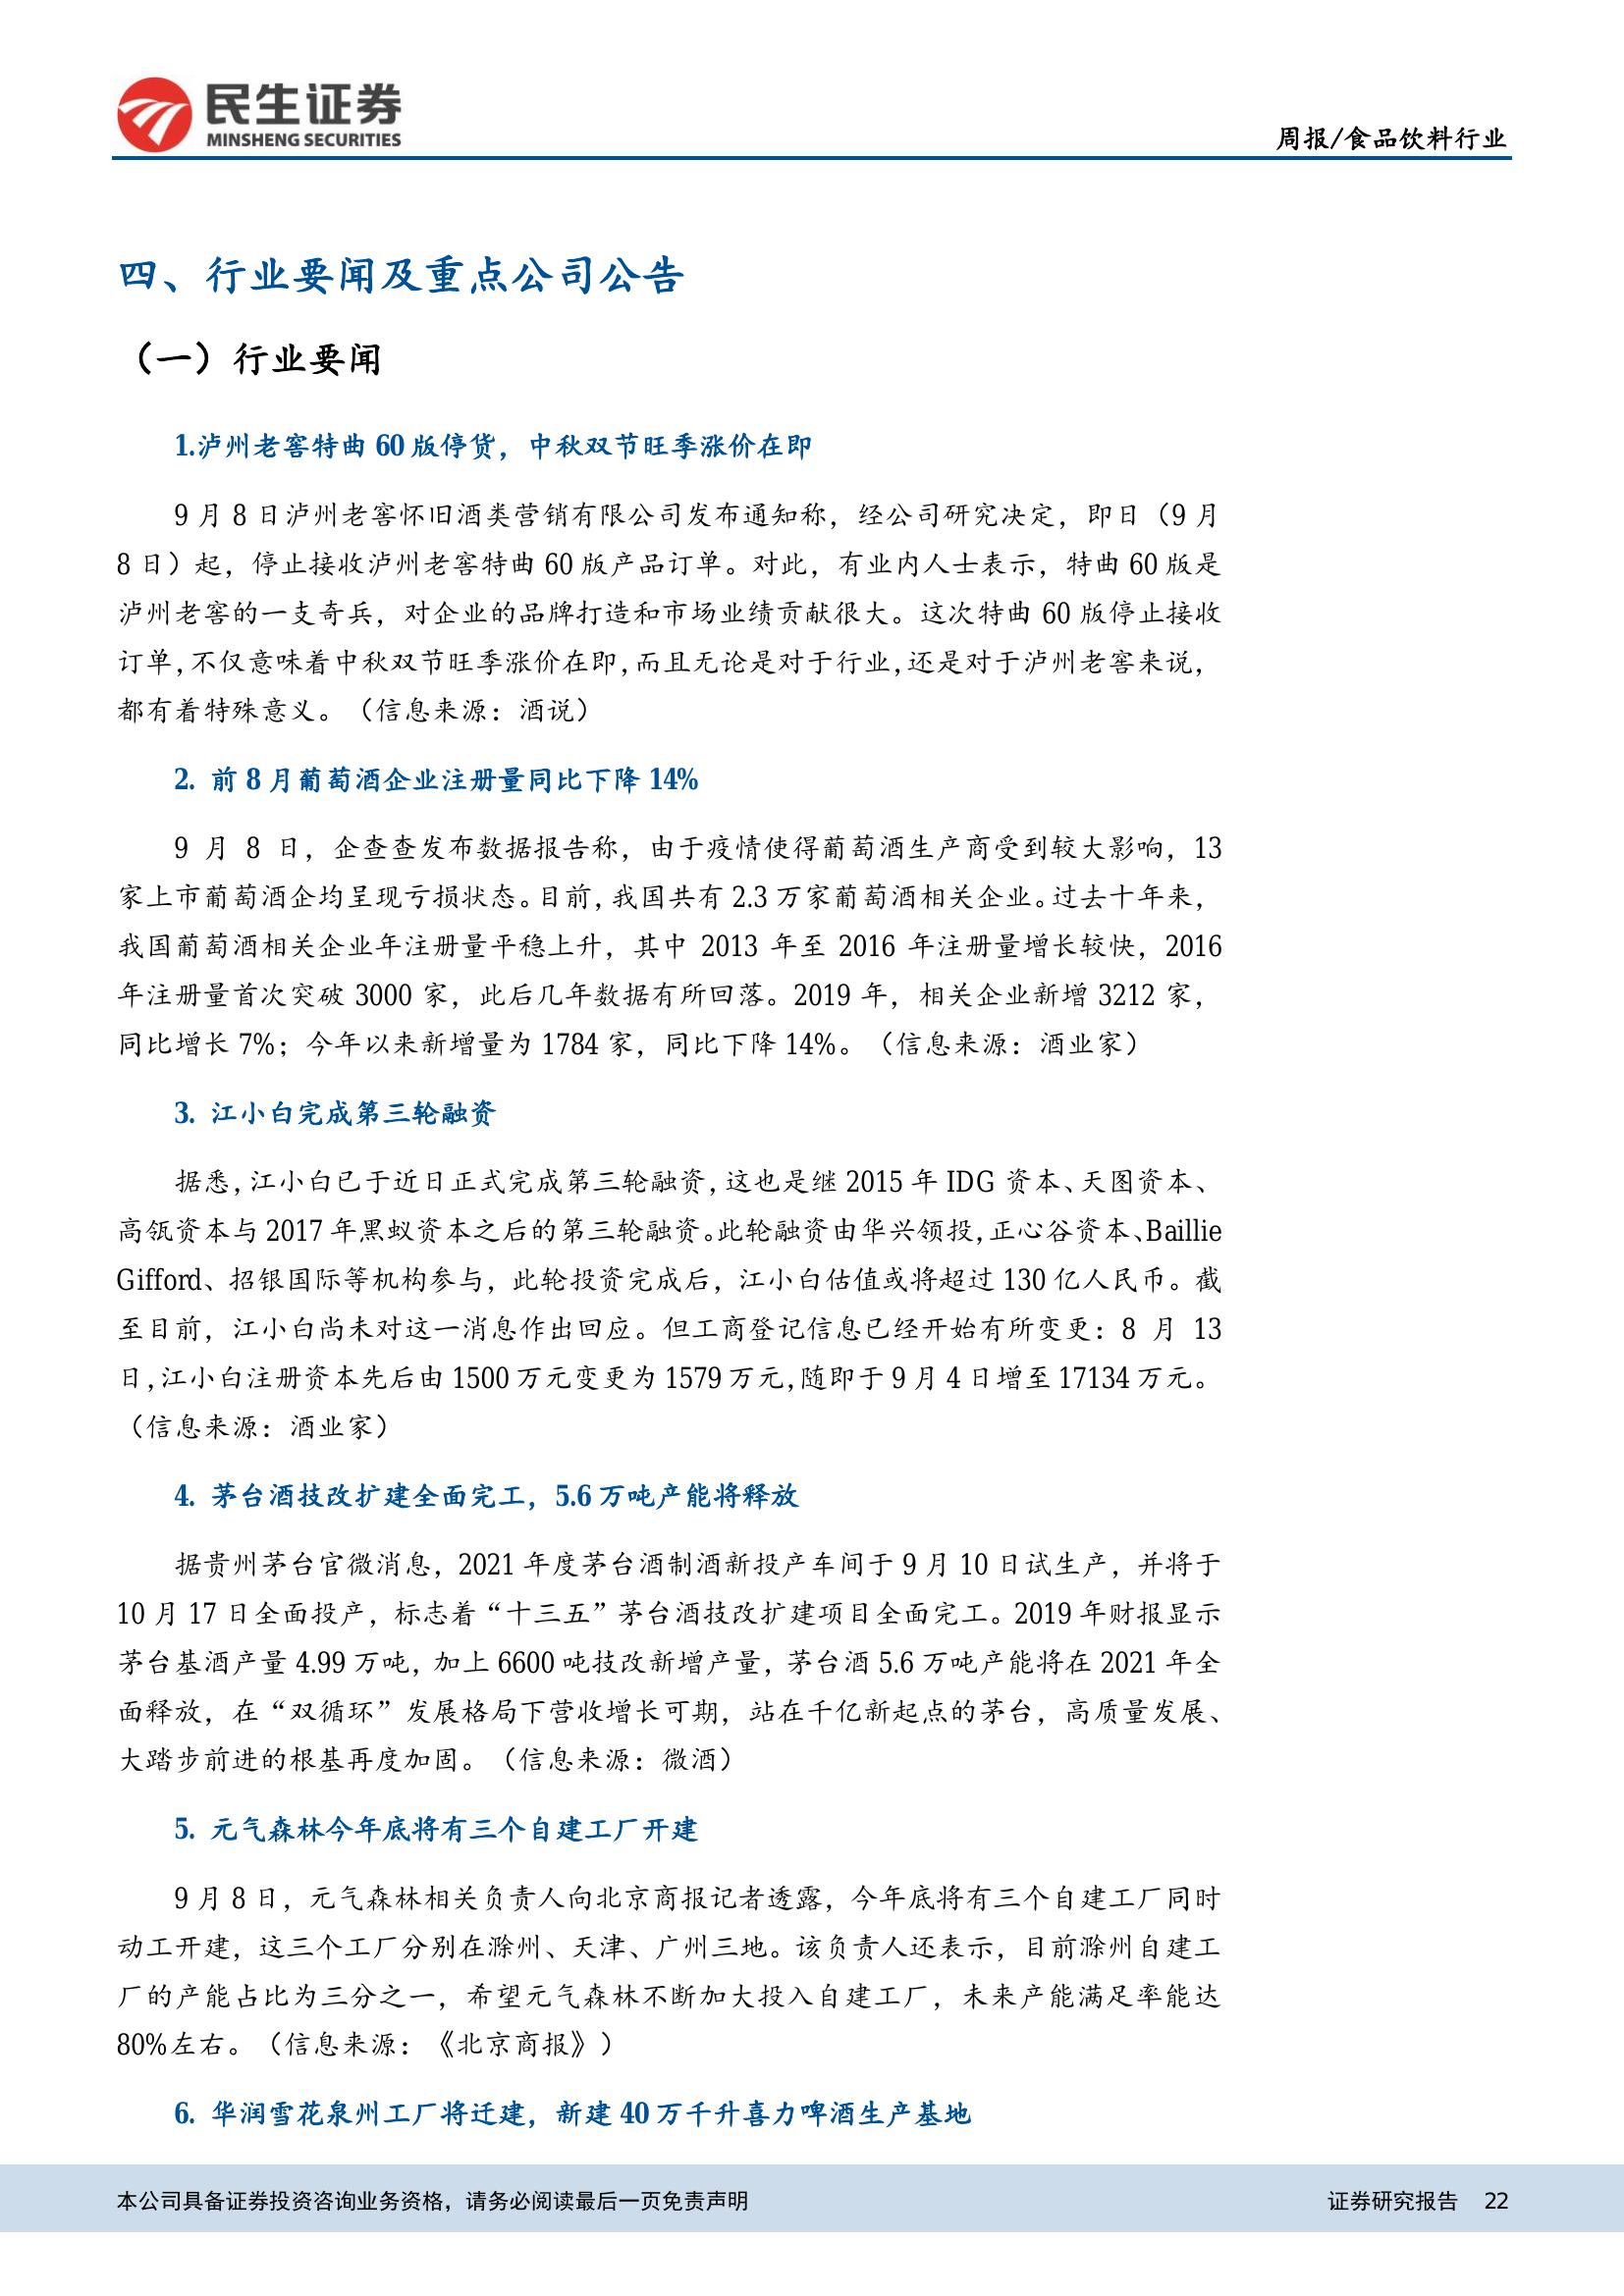 民生证券
MINSHENG SECURITIES
周报/食品饮料行业
四、行业要闻及重点公司公告
（一）行业要闻
1.泸州老窖特曲 60 版停货，中秋双节旺季涨价在即
9 月 8 日泸州老窖怀旧酒类营销有限公司发布通知称，经公司研究决定，即日（9 月
8 日）起，停止接收泸州老窖特曲 60 版产品订单。对此，有业内人士表示，特曲 60 版是
泸州老窖的一支奇兵，对企业的品牌打造和市场业绩贡献很大。这次特曲 60 版停止接收
订单，不仅意味着中秋双节旺季涨价在即，而且无论是对于行业，还是对于泸州老窖来说，
都有着特殊意义。（信息来源：酒说）
2. 前 8 月葡萄酒企业注册量同比下降 14%
9 月 8 日，企查查发布数据报告称，由于疫情使得葡萄酒生产商受到较大影响，13
家上市葡萄酒企均呈现亏损状态。目前，我国共有 2.3 万家葡萄酒相关企业。过去十年来，
我国葡萄酒相关企业年注册量平稳上升，其中 2013 年至 2016 年注册量增长较快，2016
年注册量首次突破 3000 家，此后几年数据有所回落。2019 年，相关企业新增 3212 家，
同比增长 7%；今年以来新增量为 1784 家，同比下降 14%。（信息来源：酒业家）
3. 江小白完成第三轮融资
据悉，江小白已于近日正式完成第三轮融资，这也是继 2015 年 IDG 资本、天图资本、
高瓴资本与 2017 年黑蚁资本之后的第三轮融资。此轮融资由华兴领投，正心谷资本、Baillie
Gifford、招银国际等机构参与，此轮投资完成后，江小白估值或将超过 130 亿人民币。截
至目前，江小白尚未对这一消息作出回应。但工商登记信息已经开始有所变更：8 月 13
日，江小白注册资本先后由 1500 万元变更为 1579 万元，随即于 9 月 4 日增至 17134 万元。
（信息来源：酒业家）
4. 茅台酒技改扩建全面完工，5.6 万吨产能将释放
据贵州茅台官微消息，2021 年度茅台酒制酒新投产车间于 9 月 10 日试生产，并将于
10 月 17 日全面投产，标志着“十三五”茅台酒技改扩建项目全面完工。2019 年财报显示
茅台基酒产量 4.99 万吨，加上 6600 吨技改新增产量，茅台酒 5.6 万吨产能将在 2021 年全
面释放，在“双循环”发展格局下营收增长可期，站在千亿新起点的茅台，高质量发展、
大踏步前进的根基再度加固。（信息来源：微酒）
5. 元气森林今年底将有三个自建工厂开建
9 月 8 日，元气森林相关负责人向北京商报记者透露，今年底将有三个自建工厂同时
动工开建，这三个工厂分别在滁州、天津、广州三地。该负责人还表示，目前滁州自建工
厂的产能占比为三分之一，希望元气森林不断加大投入自建工厂，未来产能满足率能达
80%左右。（信息来源：《北京商报》）
6. 华润雪花泉州工厂将迁建，新建 40 万千升喜力啤酒生产基地
本公司具备证券投资咨询业务资格，请务必阅读最后一页免责声明
证券研究报告 22